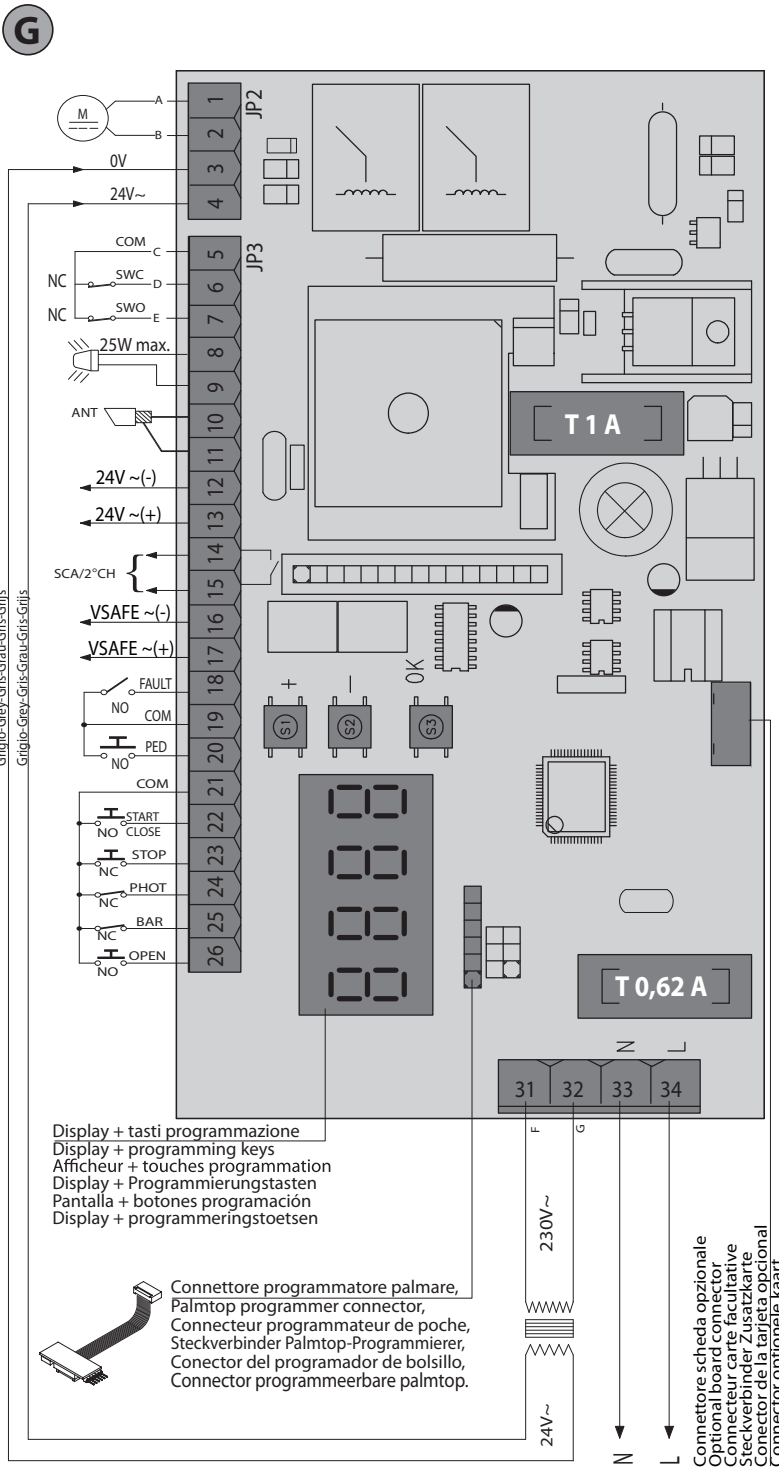 G
M
A
B
0V
24V~
COM
C
NC
SWC
D
NC
SWO
E
25W max.
ANT
24V ~(-)
24V ~(+)
SCA/2°CH
VSAFE ~(-)
VSAFE ~(+)
FAULT
NO
COM
PED
NO
COM
START
NO CLOSE
STOP
NC
PHOT
NC
BAR
NC
OPEN
NO
JP2
1
2
3
4
JP3
5
6
7
8
9
10
11
12
13
14
15
16
17
18
19
20
21
22
23
24
25
26
T 1 A
+
-
OK
S1
S2
S3
T 0,62 A
N
L
31
32
33
34
F
G
230V~
24V~
N
L
Grigio-Grey-Gris-Grau-Gris-Grijs
Grigio-Grey-Gris-Grau-Gris-Grijs
Display + tasti programmazione
Display + programming keys
Afficheur + touches programmation
Display + Programmierungstasten
Pantalla + botones programación
Display + programmeringstoetsen
Connettore programmatore palmare,
Palmtop programmer connector,
Connecteur programmateur de poche,
Steckverbinder Palmtop-Programmierer,
Conector del programador de bolsillo,
Connector programmeerbare palmtop.
Connettore scheda opzionale
Optional board connector
Connecteur carte facultative
Steckverbinder Zusatzkarte
Conector de la tarjeta opcional
Connector optionele kaart